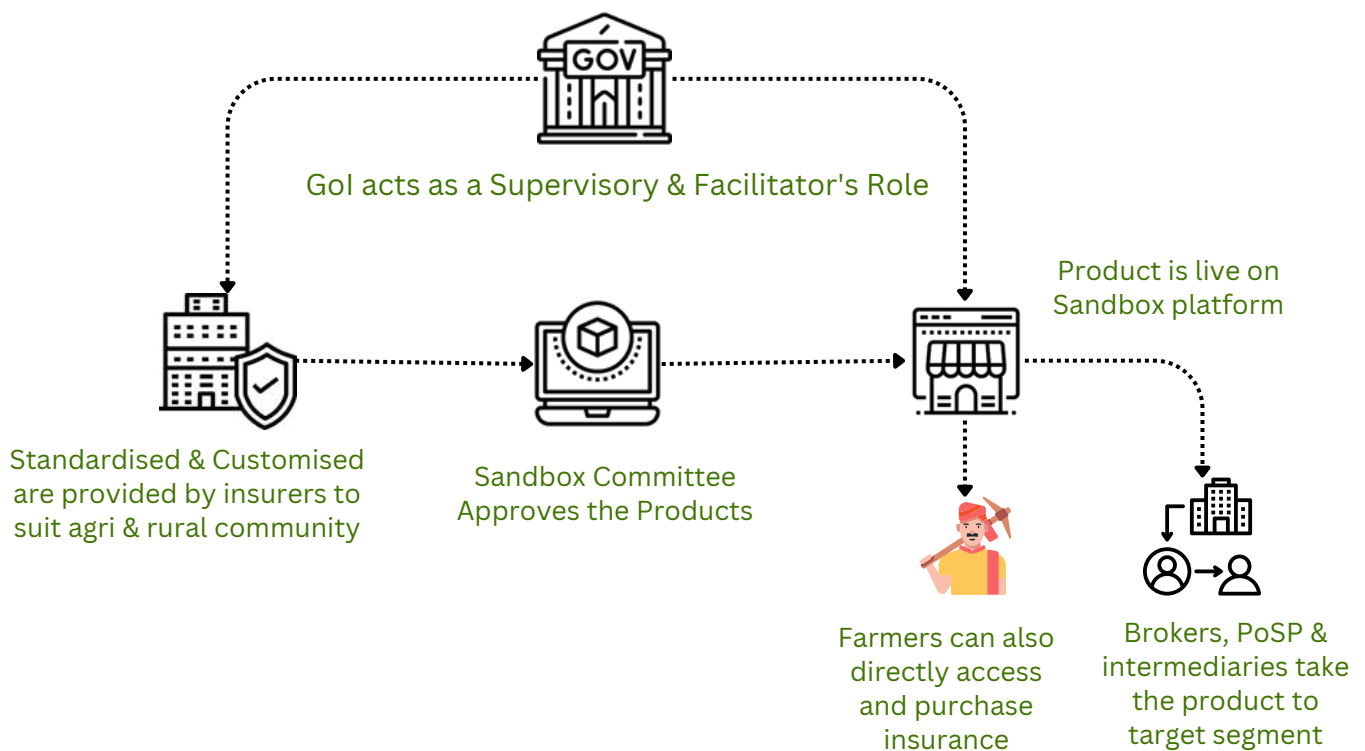 GOV
GoI acts as a Supervisory & Facilitator's Role
Product is live on
Sandbox platform
Standardised & Customised
are provided by insurers to
suit agri & rural community
Sandbox Committee
Approves the Products
Farmers can also
directly access
and purchase
insurance
Brokers, PoSP &
intermediaries take
the product to
target segment